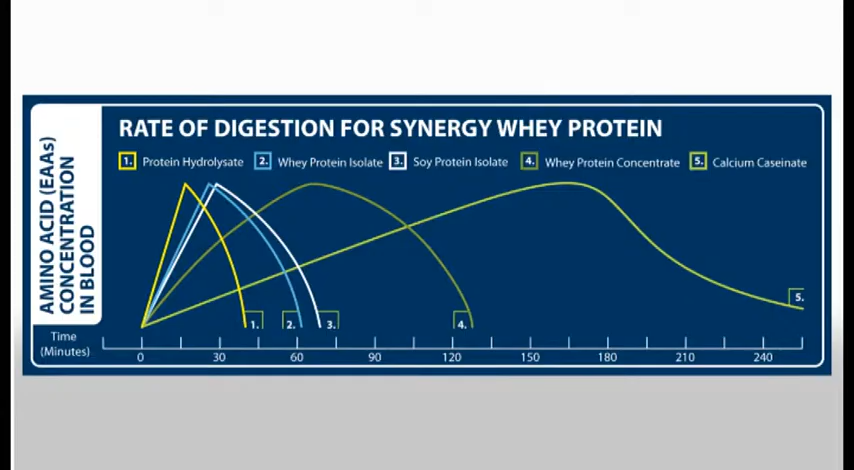 RATE OF DIGESTION FOR SYNERGY WHEY PROTEIN
1. Protein Hydrolysate 2. Whey Protein Isolate 3. Soy Protein Isolate 4. Whey Protein Concentrate 5. Calcium Caseinate
AMINO ACID (EAAs)
CONCENTRATION
IN BLOOD
1. 2. 3. 4. 5.
Time
(Minutes)
0 30 60 90 120 150 180 210 240